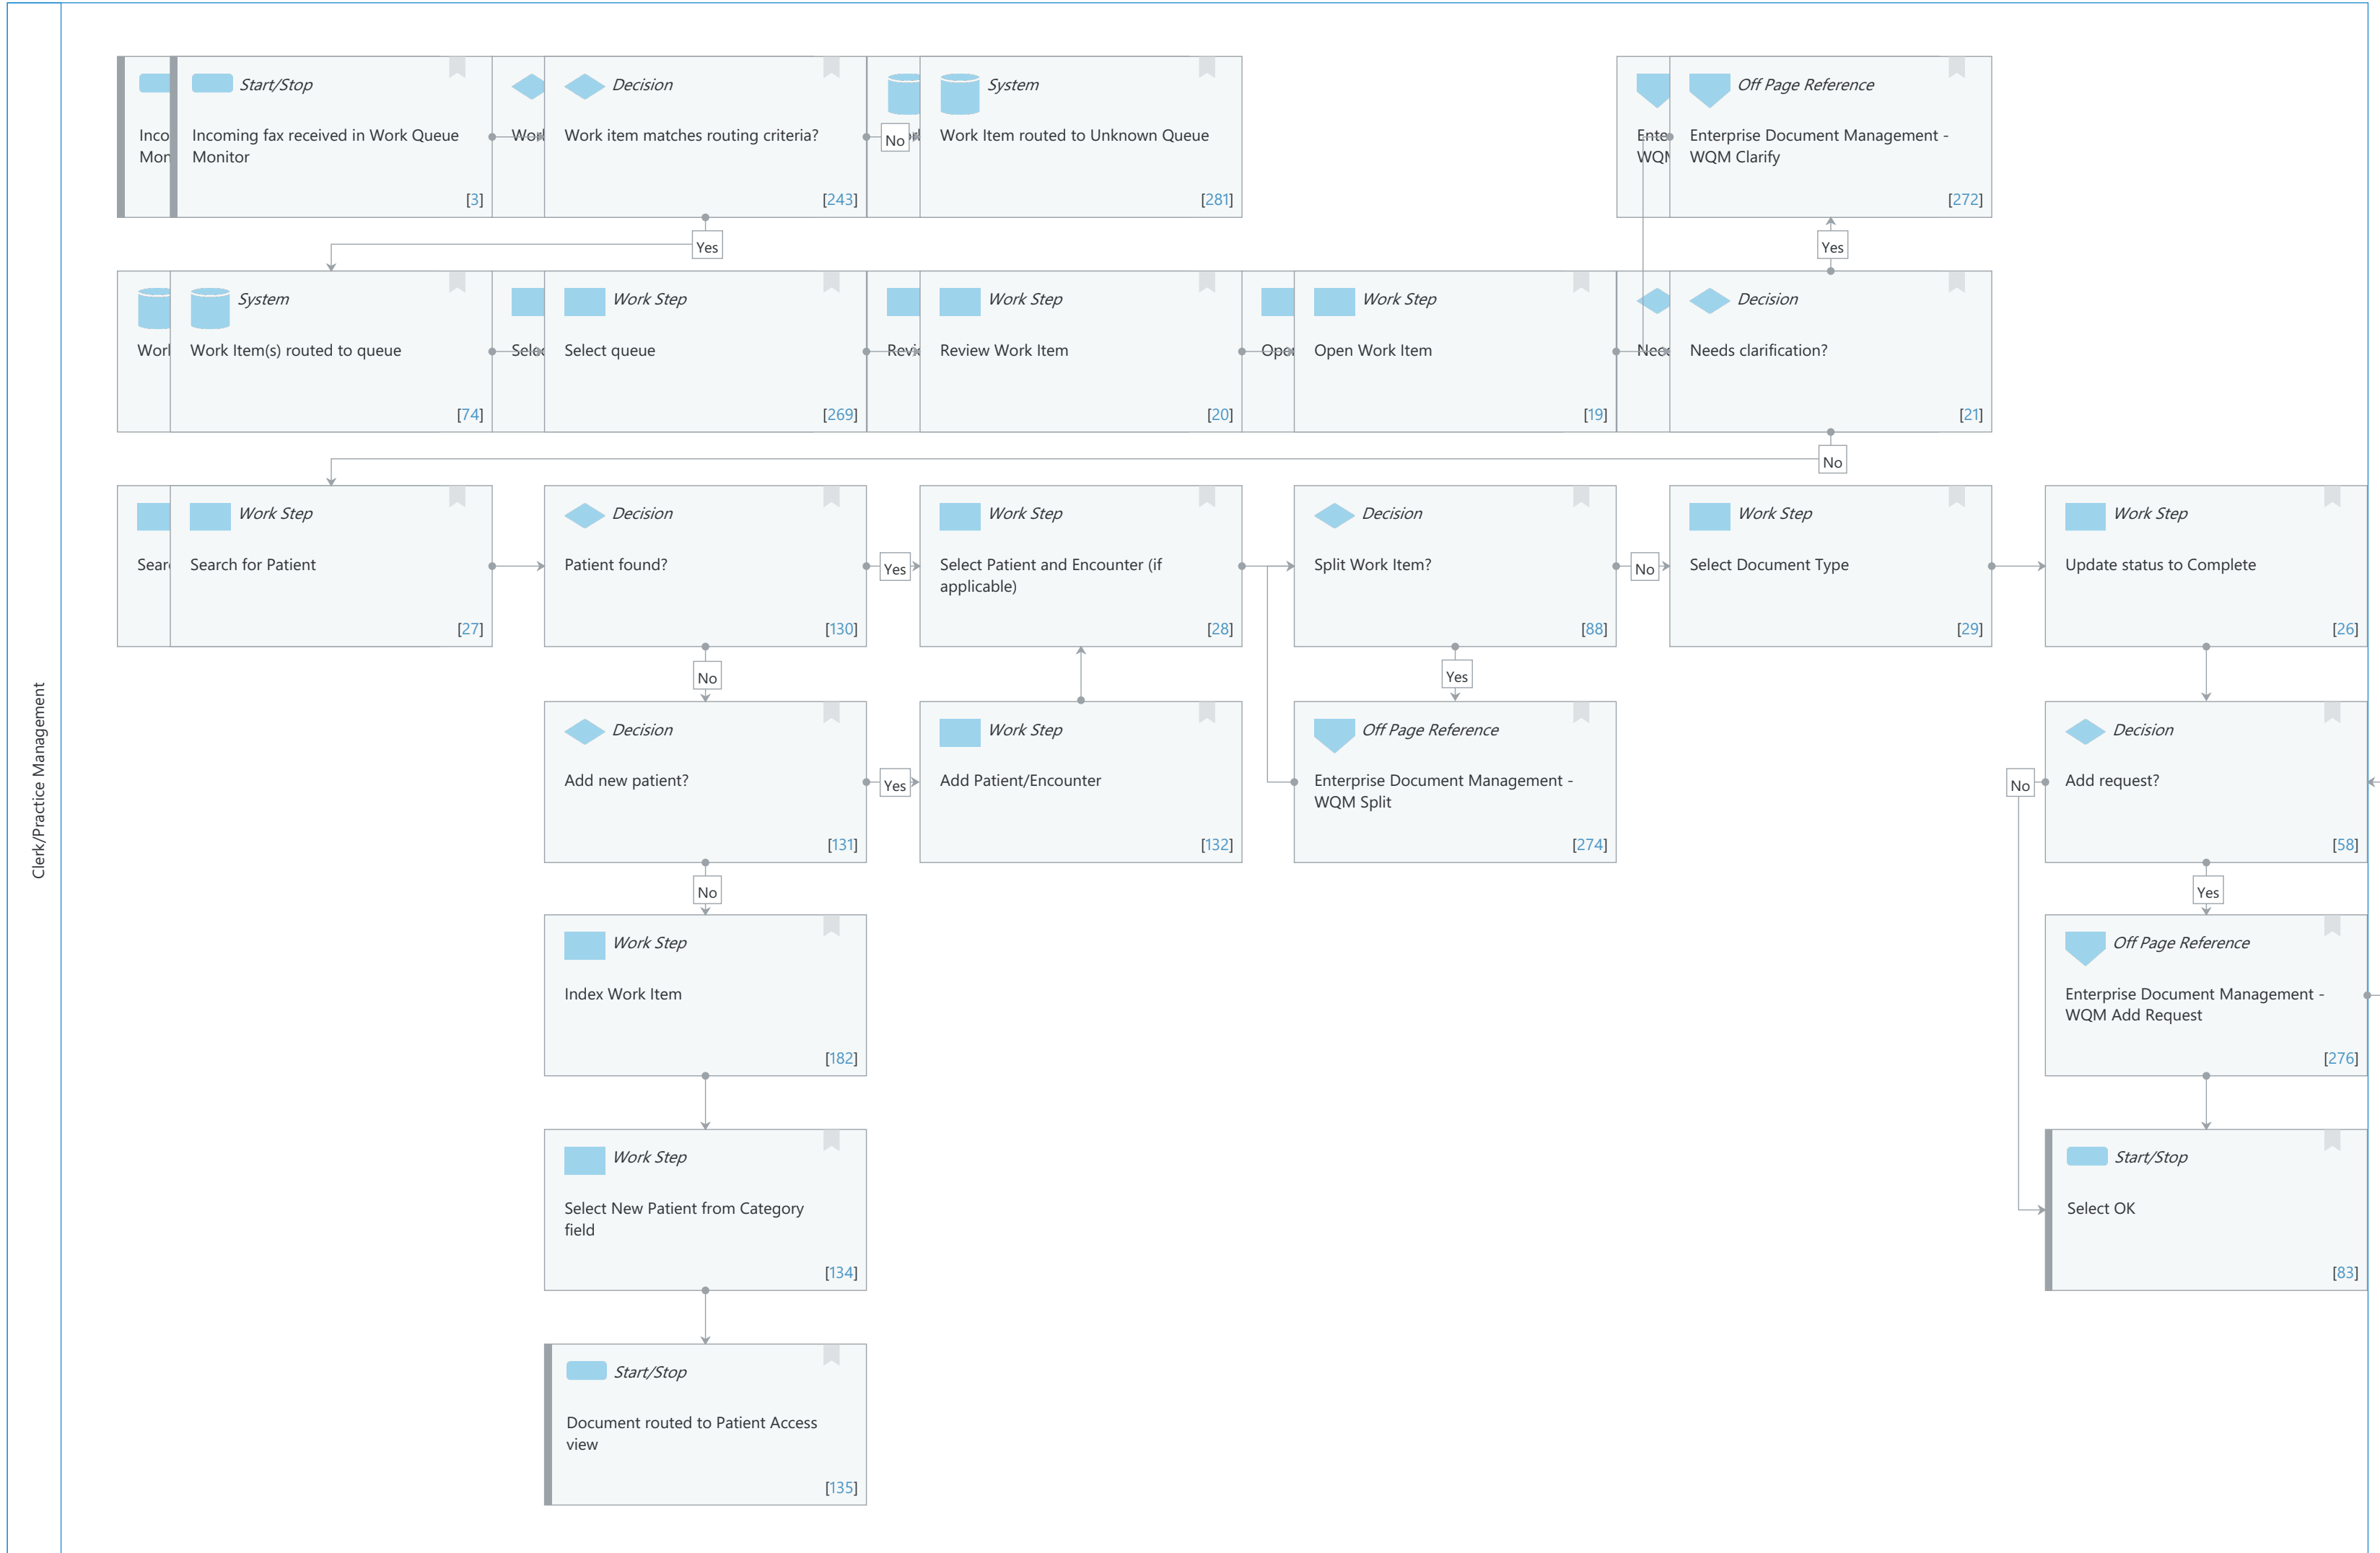 Clerk/Practice Management
Start/Stop
Incoming fax received in Work Queue
Monitor
[3]
Decision
Work item matches routing criteria?
[243]
No
System
Work Item routed to Unknown Queue
[281]
Off Page Reference
Enterprise Document Management -
WQM Clarify
[272]
Yes
Yes
System
Work Item(s) routed to queue
[74]
Work Step
Select queue
[269]
Work Step
Review Work Item
[20]
Work Step
Open Work Item
[19]
Decision
Needs clarification?
[21]
No
Work Step
Search for Patient
[27]
Decision
Patient found?
[130]
Yes
Work Step
Select Patient and Encounter (if
applicable)
[28]
Decision
Split Work Item?
[88]
No
Work Step
Select Document Type
[29]
Work Step
Update status to Complete
[26]
No
Yes
Decision
Add new patient?
[131]
Yes
Work Step
Add Patient/Encounter
[132]
Off Page Reference
Enterprise Document Management -
WQM Split
[274]
No
Decision
Add request?
[58]
No
Yes
Work Step
Index Work Item
[182]
Off Page Reference
Enterprise Document Management -
WQM Add Request
[276]
Work Step
Select New Patient from Category
field
[134]
Start/Stop
Select OK
[83]
Start/Stop
Document routed to Patient Access
view
[135]